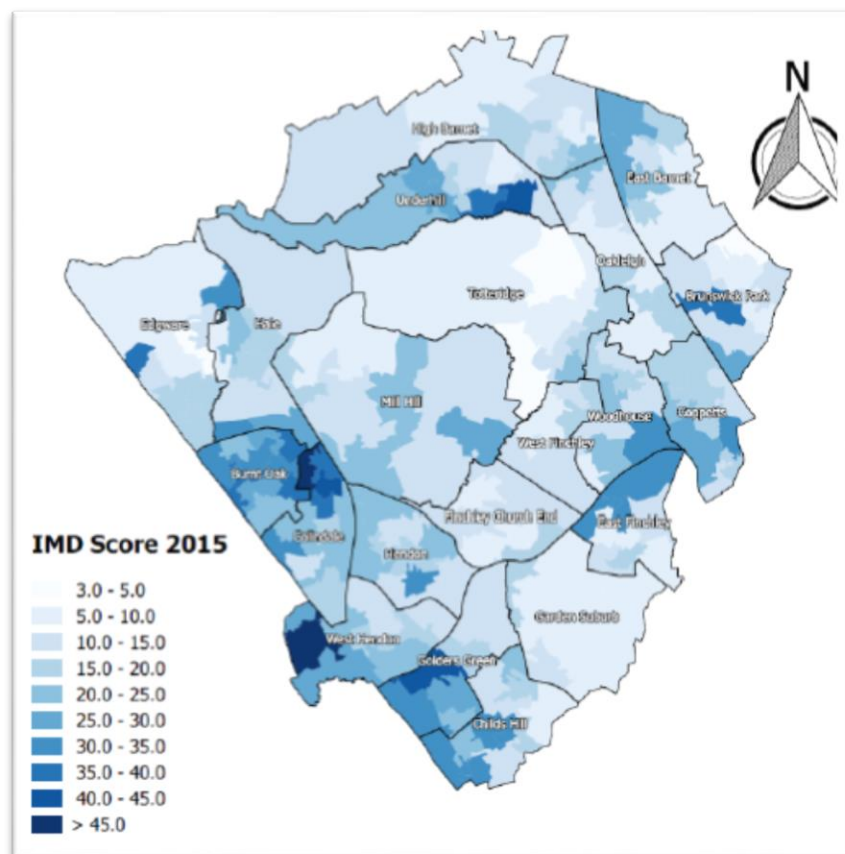 N
High Barnet
East Barnet
Underhill
Oakleigh
Totteridge
Brunswick Park
Edgware
Hale
Mill Hill
Woodhouse
Coppetts
West Finchley
Burnt Oak
Finchley Church End
East Finchley
Colindale
Hendon
Garden Suburb
West Hendon
Golders Green
Childs Hill
IMD Score 2015
3.0 - 5.0
5.0 - 10.0
10.0 - 15.0
15.0 - 20.0
20.0 - 25.0
25.0 - 30.0
30.0 - 35.0
35.0 - 40.0
40.0 - 45.0
> 45.0